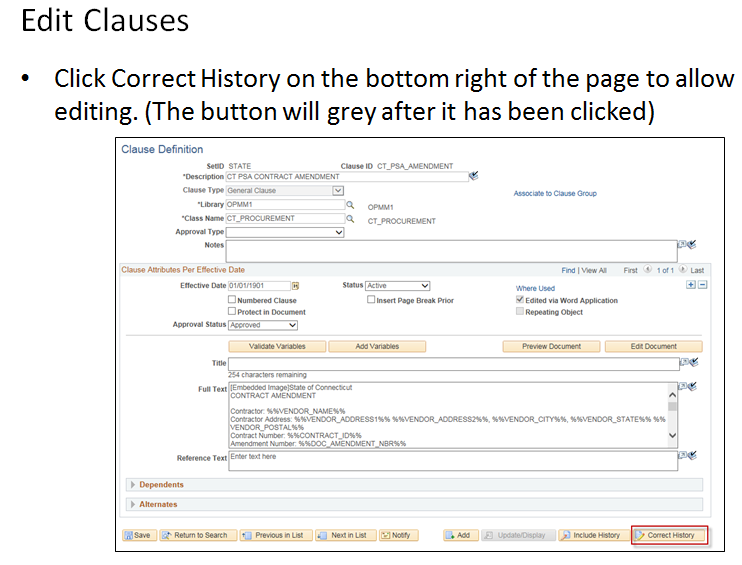 Edit Clauses
• Click Correct History on the bottom right of the page to allow
editing. (The button will grey after it has been clicked)
Clause Definition
SetID STATE Clause ID CT_PSA_AMENDMENT
*Description CT PSA CONTRACT AMENDMENT
Clause Type General Clause Associate to Clause Group
*Library OPMM1 OPMM1
*Class Name CT_PROCUREMENT CT_PROCUREMENT
Approval Type
Notes
Clause Attributes Per Effective Date Find | View All First 1 of 1 Last
Effective Date 01/01/1901 Status Active Where Used
Numbered Clause Insert Page Break Prior Edited via Word Application
Protect in Document Repeating Object
Approval Status Approved
Validate Variables Add Variables Preview Document Edit Document
Title
254 characters remaining
Full Text [Embedded Image]State of Connecticut
CONTRACT AMENDMENT
Contractor: %%VENDOR_NAME%%
Contractor Address: %%VENDOR_ADDRESS1%% %%VENDOR_ADDRESS2%%, %%VENDOR_CITY%%, %%VENDOR_STATE%% %%
VENDOR_POSTAL%%
Contract Number: %%CONTRACT_ID%%
Amendment Number: %%DOC_AMENDMENT_NBR%%
Reference Text Enter text here
Dependents
Alternates
Save Return to Search Previous in List Next in List Notify Add Update/Display Include History Correct History